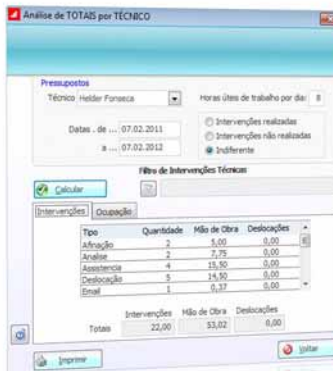 Análise de TOTAIS por TÉCNICO
Pressupostos
Técnico Helder Fonseca
Horas úteis de trabalho por dia: 8
Datas . de ... 07.02.2011
a ... 07.02.2012
Intervenções realizadas
Intervenções não realizadas
Indiferente
Filtro de Intervenções Técnicas
Calcular
Intervenções Ocupação
Tipo Quantidade Mão de Obra Deslocações
Afinação 2 5,00 0,00
Analise 2 7,75 0,00
Assistencia 4 15,50 0,00
Deslocação 5 14,50 0,00
Email 1 0,37 0,00
Intervenções Mão de Obra Deslocações
Totais 22,00 53,02 0,00
Imprimir
Voltar